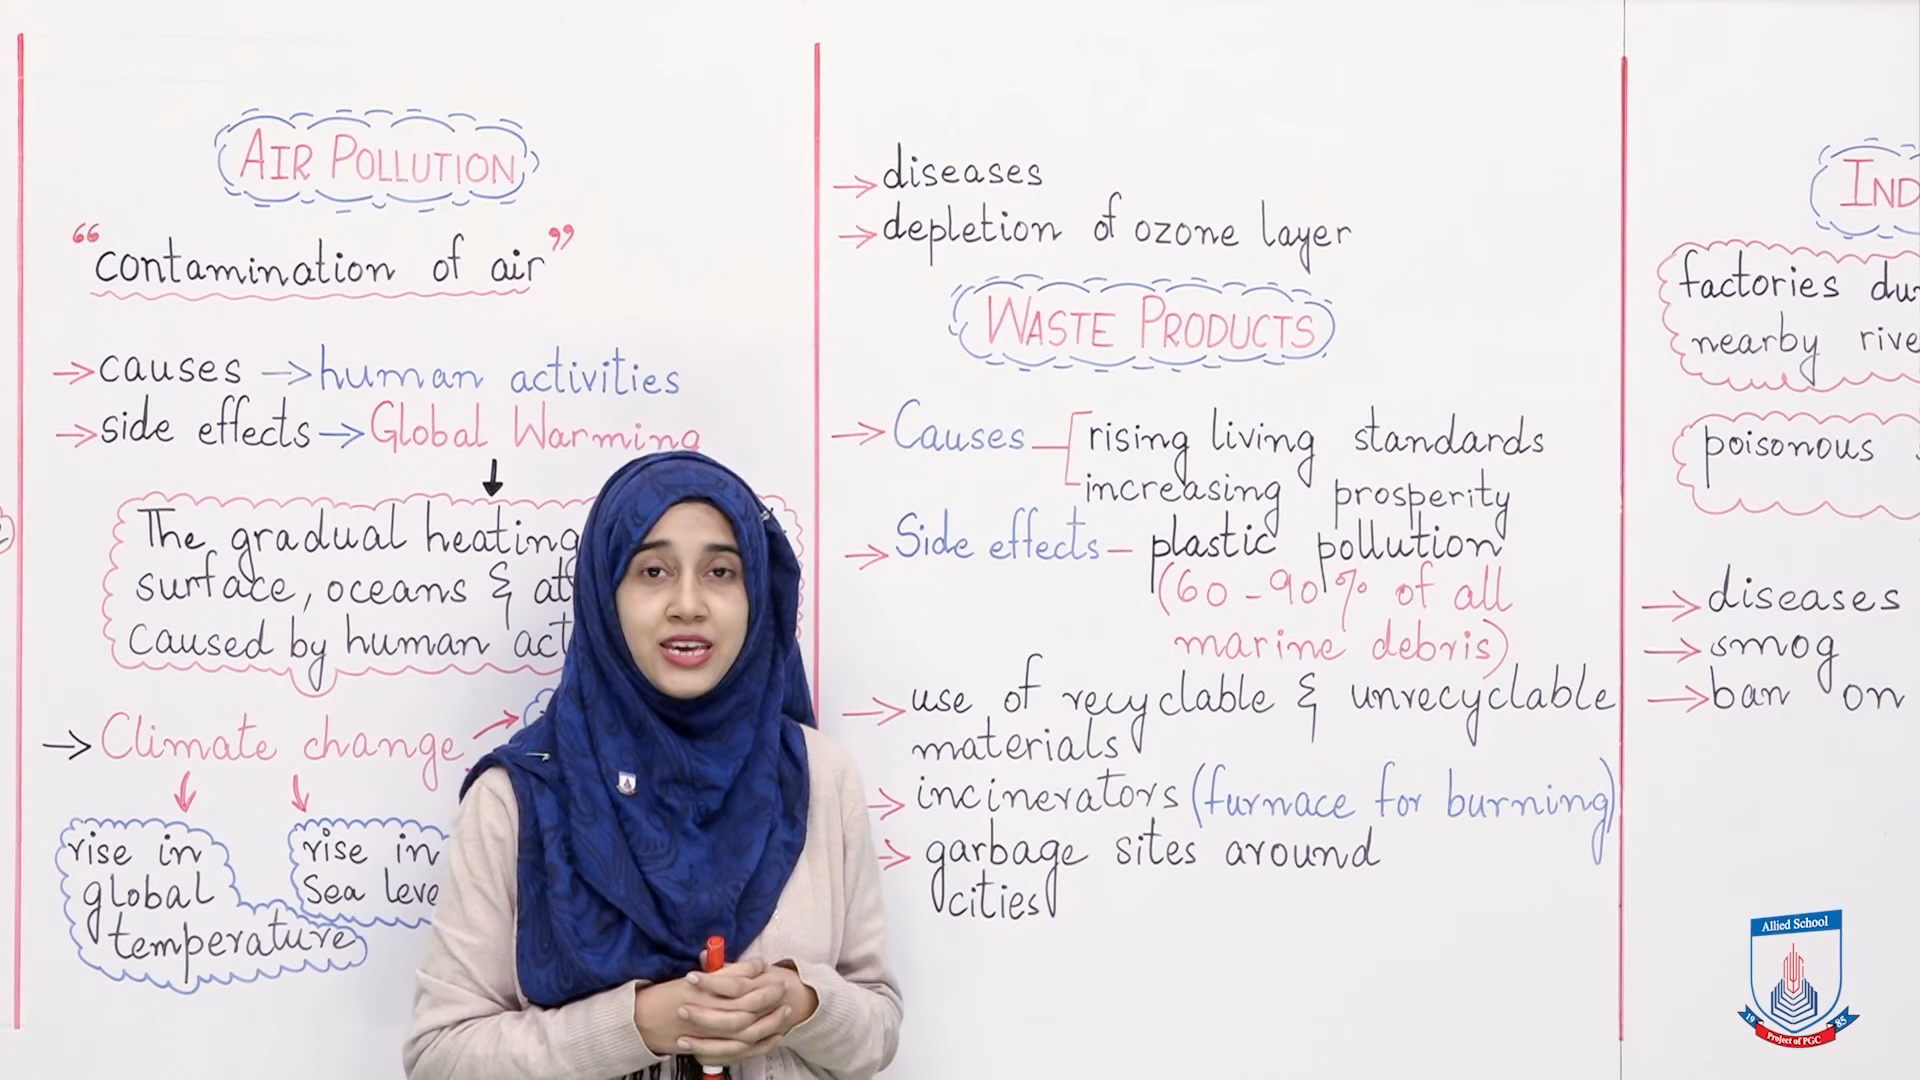 AIR POLLUTION
“contamination of air”
→ causes → human activities
→ side effects → Global Warming
The gradual heating
surface, oceans & at
caused by human act
→ Climate change
rise in
global
temperature
rise in
Sea leve
→ diseases
→ depletion of ozone layer
WASTE PRODUCTS
→ Causes rising living standards
increasing prosperity
→ Side effects – plastic pollution
(60-90% of all
marine debris)
→ use of recyclable & unrecyclable
materials
→ incinerators (furnace for burning)
→ garbage sites around
cities
IND
factories du
nearby rive
poisonous
→ diseases
→ smog
→ ban on
Allied School
19 85
Project of PGC